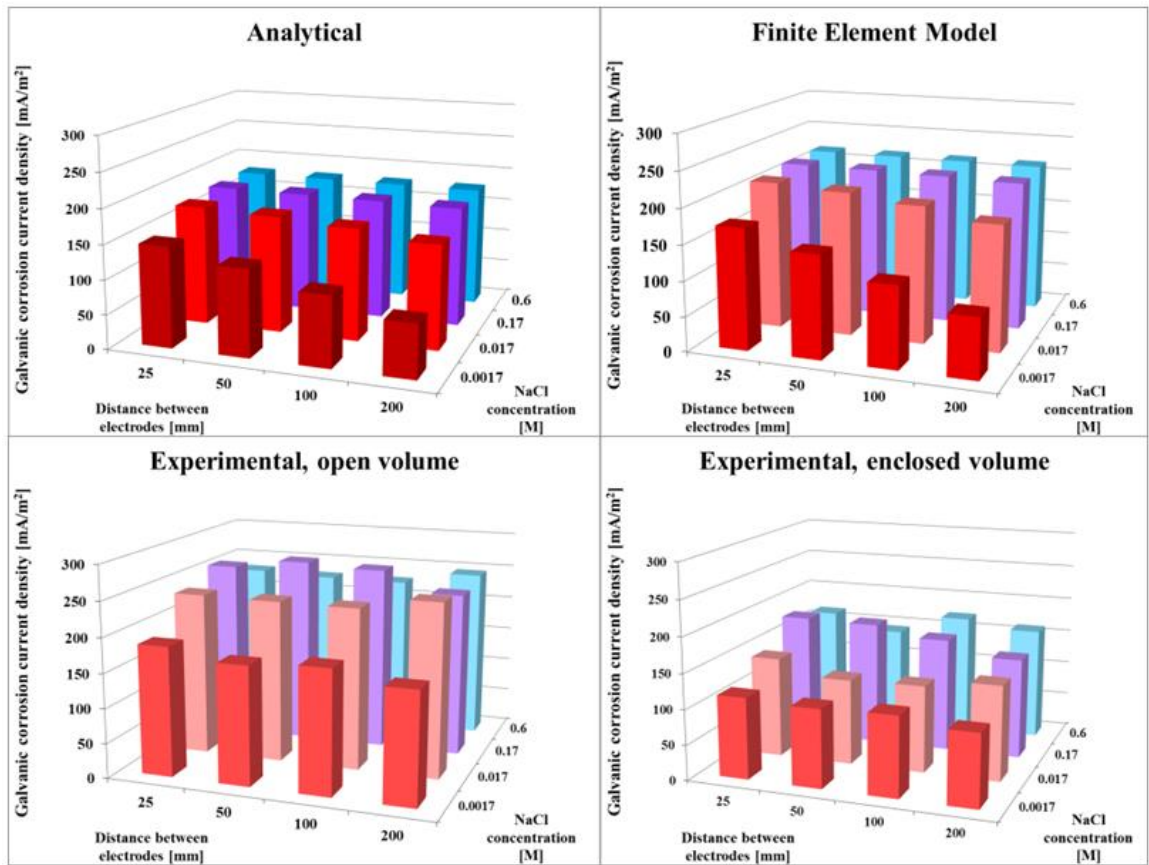 Analytical
Galvanic corrosion current density [mA/m²]
300
250
200
150
100
50
0
25
50
100
200
Distance between
electrodes [mm]
0.6
0.17
0.017
0.0017
NaCl
concentration
[M]
Finite Element Model
Galvanic corrosion current density [mA/m²]
300
250
200
150
100
50
0
25
50
100
200
Distance between
electrodes [mm]
0.6
0.17
0.017
0.0017
NaCl
concentration
[M]
Experimental, open volume
Galvanic corrosion current density [mA/m²]
300
250
200
150
100
50
0
25
50
100
200
Distance between
electrodes [mm]
0.6
0.17
0.017
0.0017
NaCl
concentration
[M]
Experimental, enclosed volume
Galvanic corrosion current density [mA/m²]
300
250
200
150
100
50
0
25
50
100
200
Distance between
electrodes [mm]
0.6
0.17
0.017
0.0017
NaCl
concentration
[M]